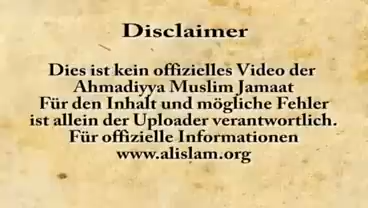 Disclaimer
Dies ist kein offizielles Video der
Ahmadiyya Muslim Jamaat
Für den Inhalt und mögliche Fehler
ist allein der Uploader verantwortlich.
Für offizielle Informationen
www.alislam.org